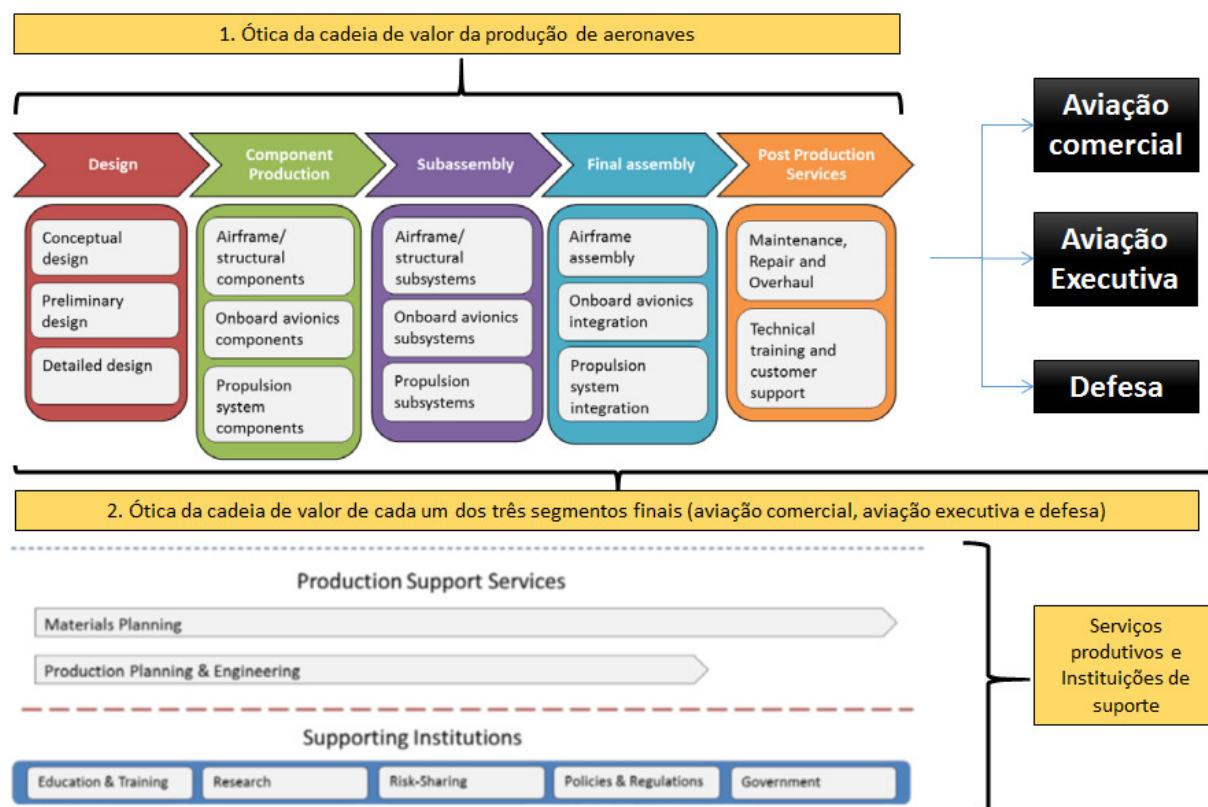 1. Ótica da cadeia de valor da produção de aeronaves
Design
Component
Production
Subassembly
Final assembly
Post Production
Services
Conceptual
design
Preliminary
design
Detailed design
Airframe/
structural
components
Onboard avionics
components
Propulsion
system
components
Airframe/
structural
subsystems
Onboard avionics
subsystems
Propulsion
subsystems
Airframe
assembly
Onboard avionics
integration
Propulsion
system
integration
Maintenance,
Repair and
Overhaul
Technical
training and
customer
support
Aviação
comercial
Aviação
Executiva
Defesa
2. Ótica da cadeia de valor de cada um dos três segmentos finais (aviação comercial, aviação executiva e defesa)
Production Support Services
Materials Planning
Production Planning & Engineering
Serviços
produtivos e
Instituições de
suporte
Supporting Institutions
Education & Training
Research
Risk-Sharing
Policies & Regulations
Government